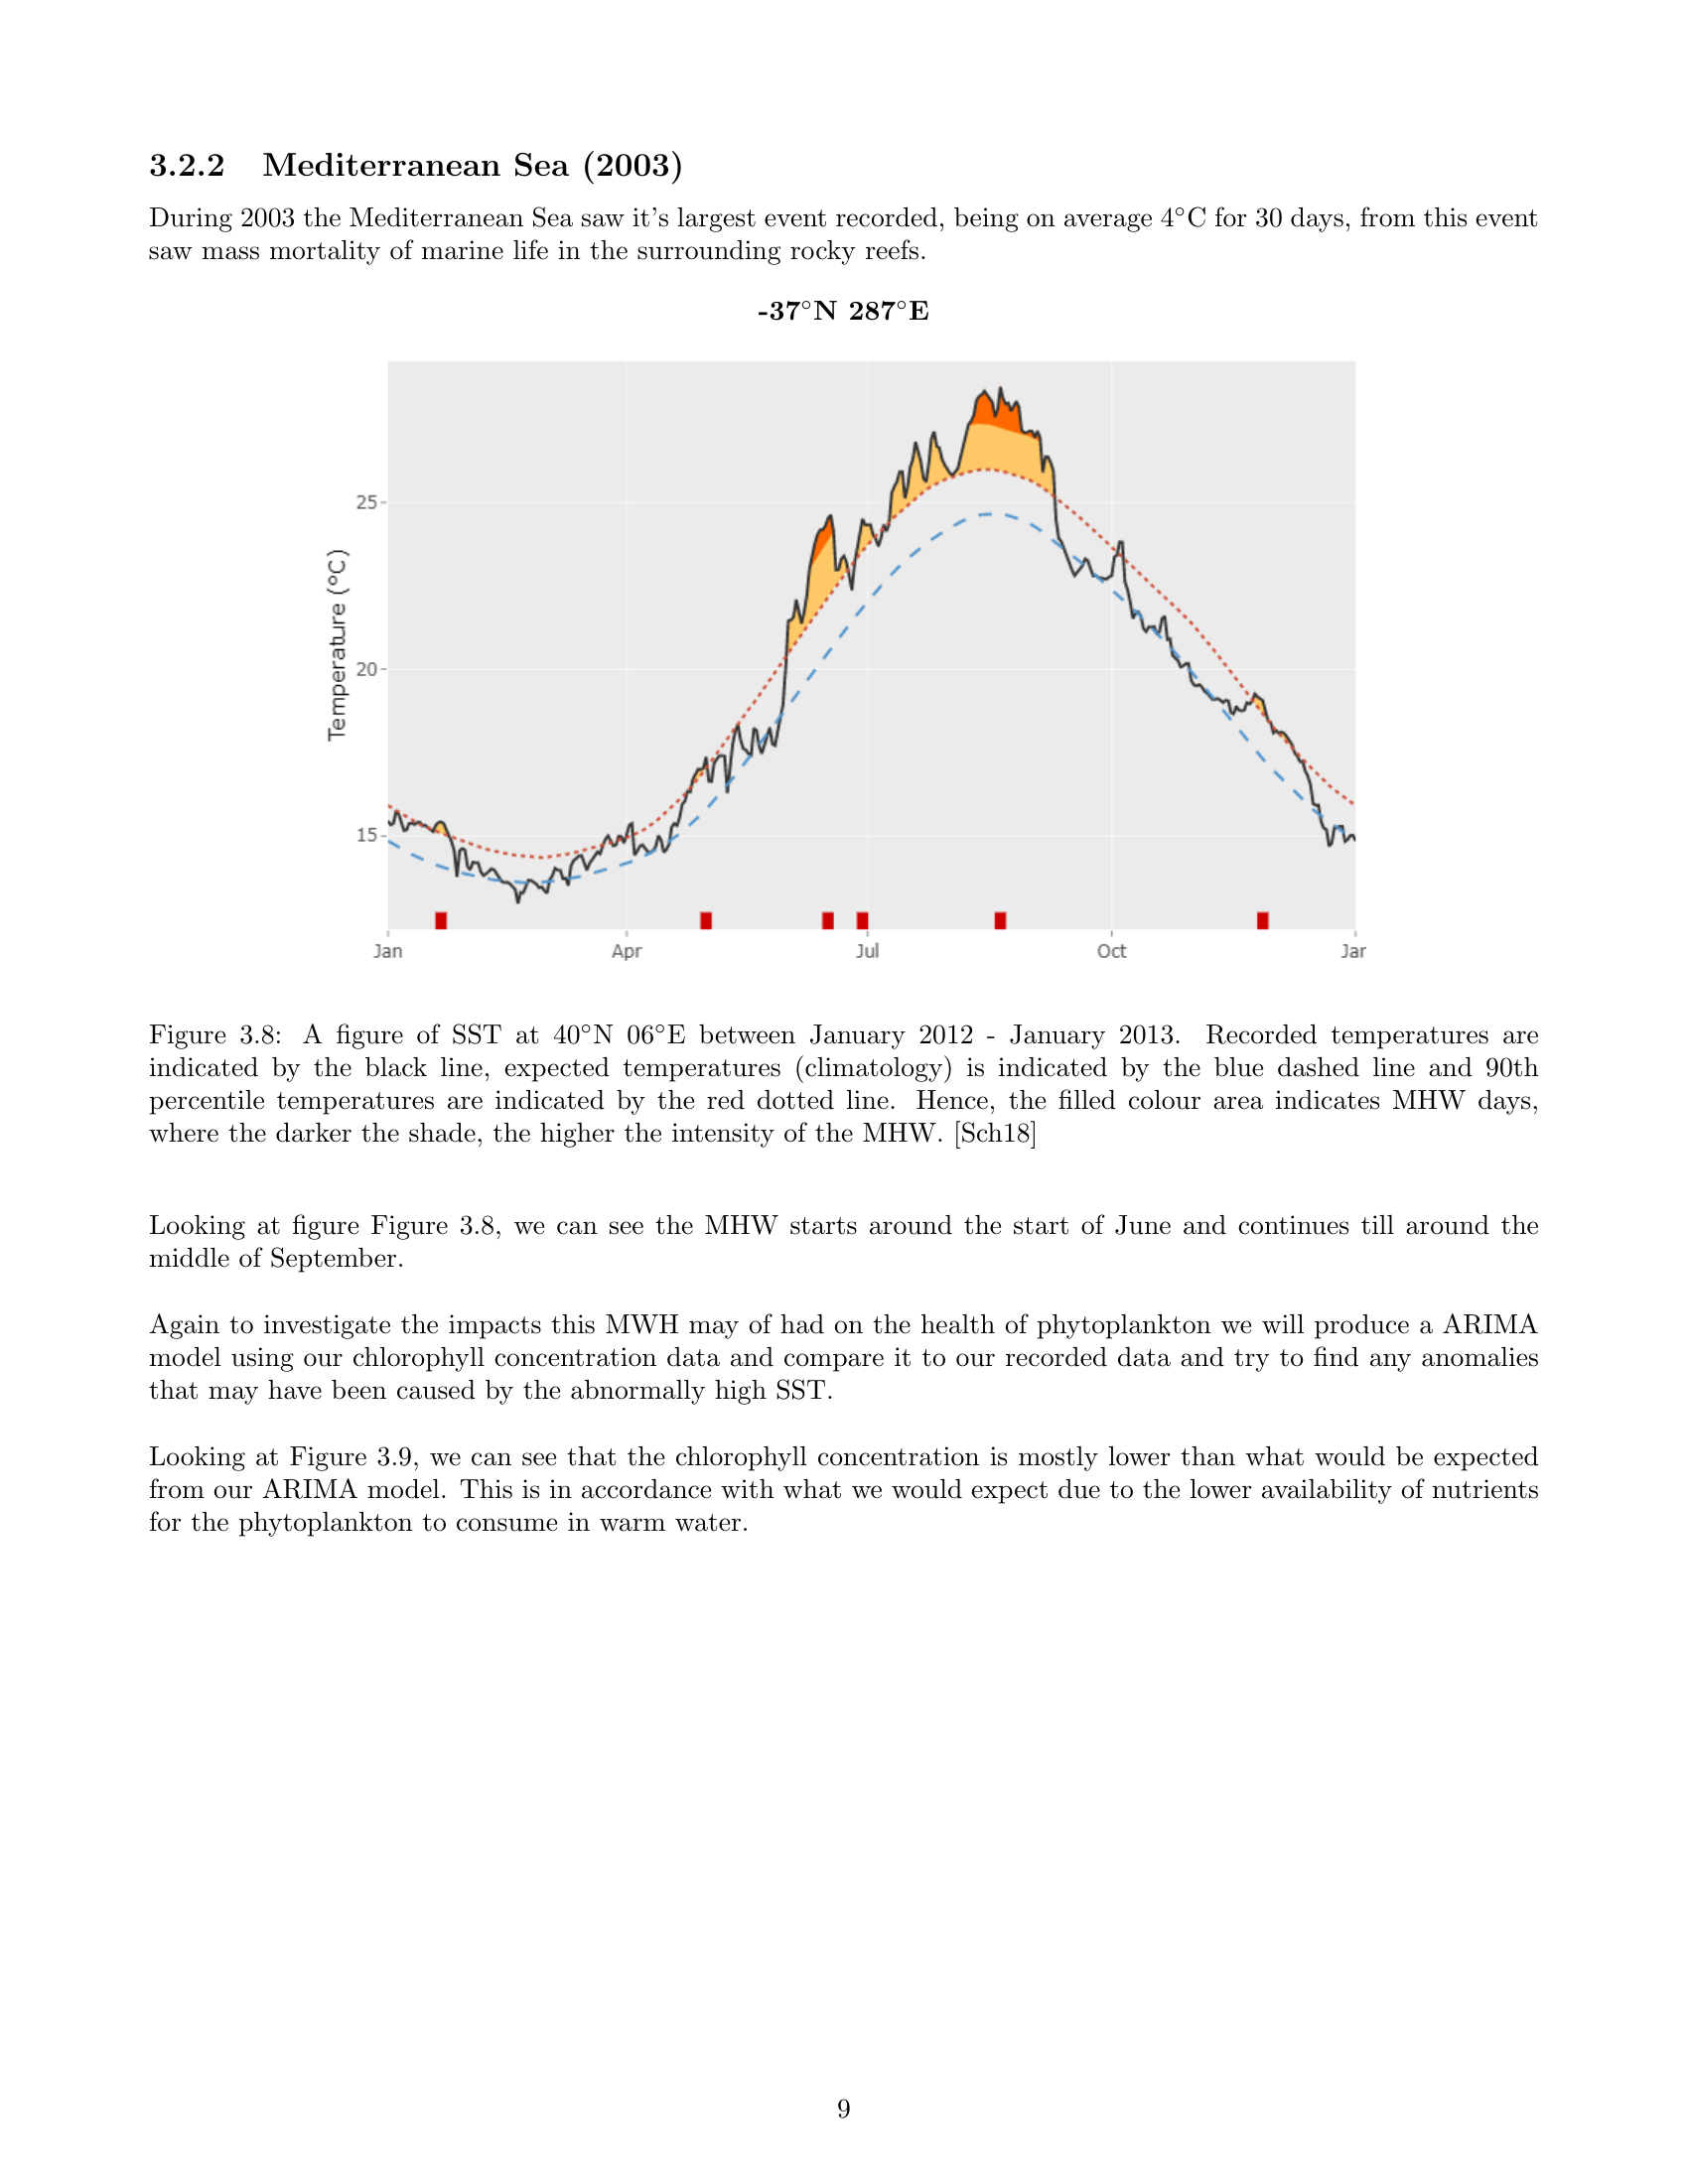 3.2.2 Mediterranean Sea (2003)
During 2003 the Mediterranean Sea saw it's largest event recorded, being on average 4°C for 30 days, from this event
saw mass mortality of marine life in the surrounding rocky reefs.
-37°N 287°E
25
20
15
Temperature (°C)
Jan Apr Jul Oct Jar
Figure 3.8: A figure of SST at 40°N 06°E between January 2012 - January 2013. Recorded temperatures are
indicated by the black line, expected temperatures (climatology) is indicated by the blue dashed line and 90th
percentile temperatures are indicated by the red dotted line. Hence, the filled colour area indicates MHW days,
where the darker the shade, the higher the intensity of the MHW. [Sch18]
Looking at figure Figure 3.8, we can see the MHW starts around the start of June and continues till around the
middle of September.
Again to investigate the impacts this MWH may of had on the health of phytoplankton we will produce a ARIMA
model using our chlorophyll concentration data and compare it to our recorded data and try to find any anomalies
that may have been caused by the abnormally high SST.
Looking at Figure 3.9, we can see that the chlorophyll concentration is mostly lower than what would be expected
from our ARIMA model. This is in accordance with what we would expect due to the lower availability of nutrients
for the phytoplankton to consume in warm water.
9